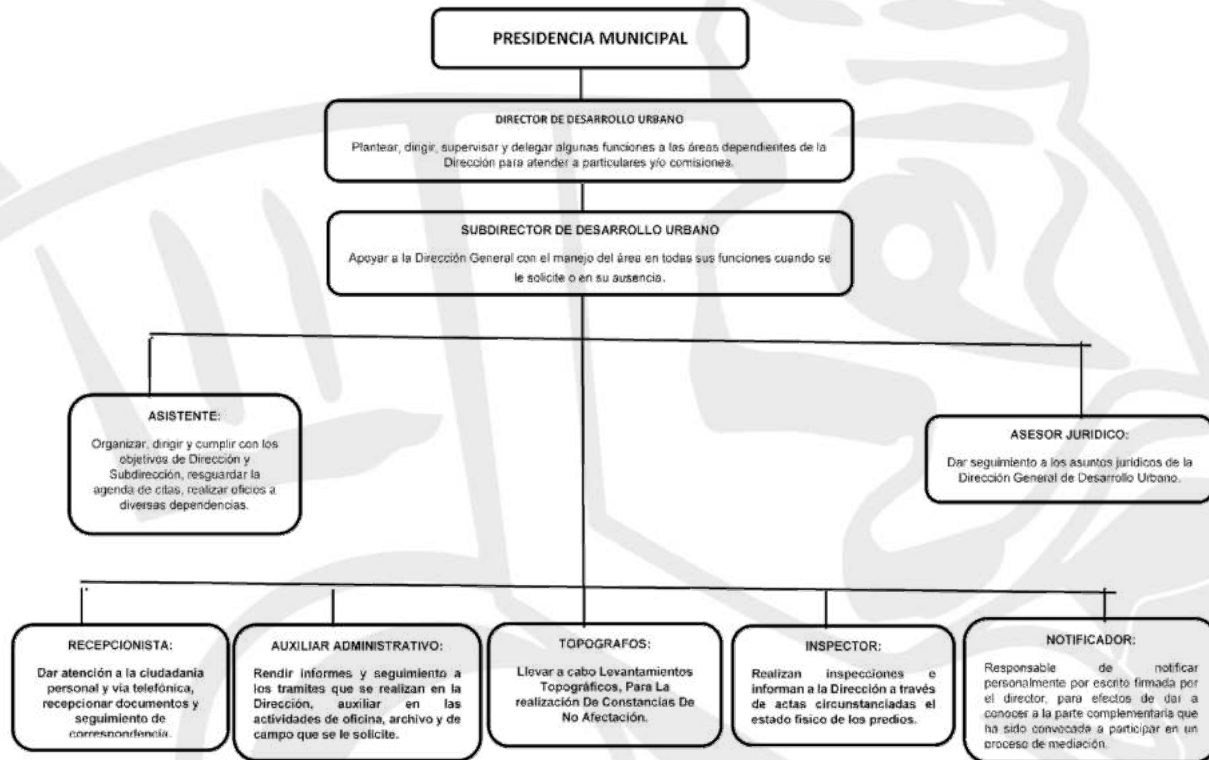 PRESIDENCIA MUNICIPAL
DIRECTOR DE DESARROLLO URBANO
Plantear, dirigir, supervisar y delegar algunas funciones a las áreas dependientes de la
Dirección para atender a particulares y/o comisiones.
SUBDIRECTOR DE DESARROLLO URBANO
Apoyar a la Dirección General con el manejo del área en todas sus funciones cuando se
le solicite o en su ausencia.
ASISTENTE:
Organizar, dirigir y cumplir con los
objetivos de Dirección y
Subdirección, resguardar la
agenda de citas, realizar oficios a
diversas dependencias.
ASESOR JURIDICO:
Dar seguimiento a los asuntos jurídicos de la
Dirección General de Desarrollo Urbano.
RECEPCIONISTA:
Dar atención a la ciudadanía
personal y vía telefónica,
recepcionar documentos y
seguimiento de
correspondencia.
AUXILIAR ADMINISTRATIVO:
Rendir informes y seguimiento a
los tramites que se realizan en la
Dirección, auxiliar en las
actividades de oficina, archivo y de
campo que se le solicite.
TOPOGRAFOS:
Llevar a cabo Levantamientos
Topográficos, Para La
realización De Constancias De
No Afectación.
INSPECTOR:
Realizan inspecciones e
informan a la Dirección a través
de actas circunstanciadas el
estado físico de los predios.
NOTIFICADOR:
Responsable de notificar
personalmente por escrito firmada por
el director, para efectos de dar a
conocer a la parte complementaria que
ha sido convocada a participar en un
proceso de mediación.